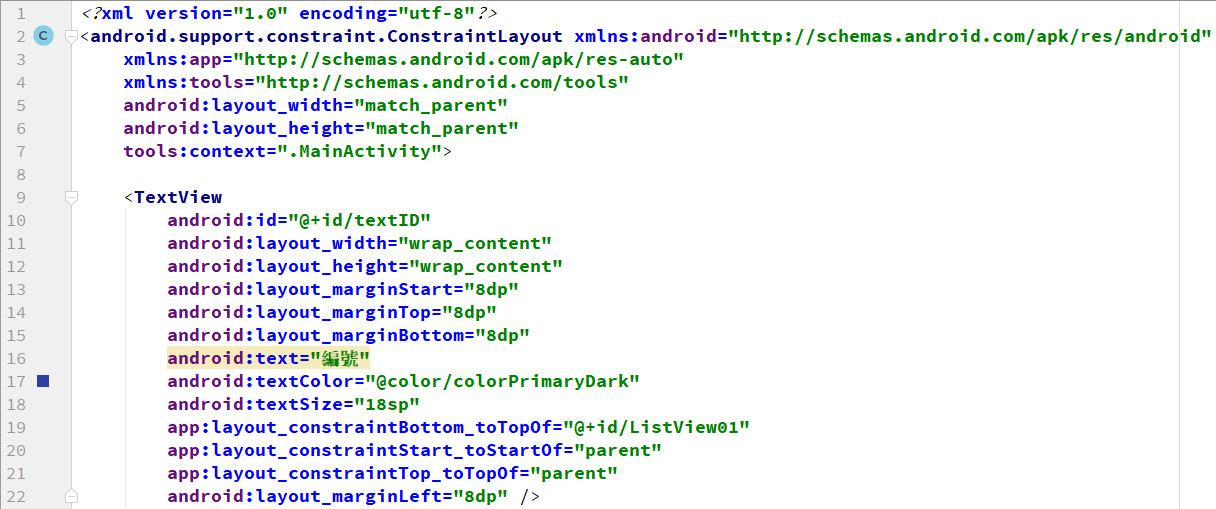 1 <?xml version="1.0" encoding="utf-8"?>
2 C <android.support.constraint.ConstraintLayout xmlns:android="http://schemas.android.com/apk/res/android"
3 xmlns:app="http://schemas.android.com/apk/res-auto"
4 xmlns:tools="http://schemas.android.com/tools"
5 android:layout_width="match_parent"
6 android:layout_height="match_parent"
7 tools:context=".MainActivity">
8
9 <TextView
10 android:id="@+id/textID"
11 android:layout_width="wrap_content"
12 android:layout_height="wrap_content"
13 android:layout_marginStart="8dp"
14 android:layout_marginTop="8dp"
15 android:layout_marginBottom="8dp"
16 android:text="編號"
17 android:textColor="@color/colorPrimaryDark"
18 android:textSize="18sp"
19 app:layout_constraintBottom_toTopOf="@+id/ListView01"
20 app:layout_constraintStart_toStartOf="parent"
21 app:layout_constraintTop_toTopOf="parent"
22 android:layout_marginLeft="8dp" />